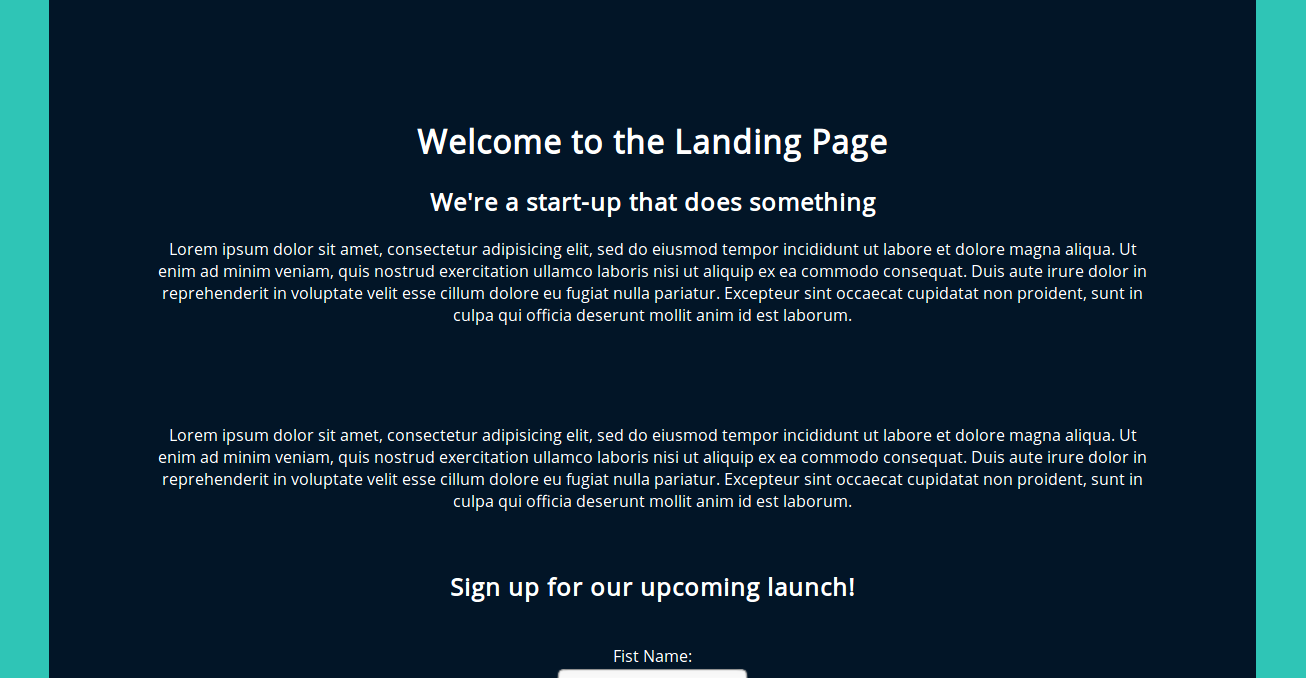 Welcome to the Landing Page
We're a start-up that does something
Lorem ipsum dolor sit amet, consectetur adipisicing elit, sed do eiusmod tempor incididunt ut labore et dolore magna aliqua. Ut
enim ad minim veniam, quis nostrud exercitation ullamco laboris nisi ut aliquip ex ea commodo consequat. Duis aute irure dolor in
reprehenderit in voluptate velit esse cillum dolore eu fugiat nulla pariatur. Excepteur sint occaecat cupidatat non proident, sunt in
culpa qui officia deserunt mollit anim id est laborum.
Lorem ipsum dolor sit amet, consectetur adipisicing elit, sed do eiusmod tempor incididunt ut labore et dolore magna aliqua. Ut
enim ad minim veniam, quis nostrud exercitation ullamco laboris nisi ut aliquip ex ea commodo consequat. Duis aute irure dolor in
reprehenderit in voluptate velit esse cillum dolore eu fugiat nulla pariatur. Excepteur sint occaecat cupidatat non proident, sunt in
culpa qui officia deserunt mollit anim id est laborum.
Sign up for our upcoming launch!
Fist Name: